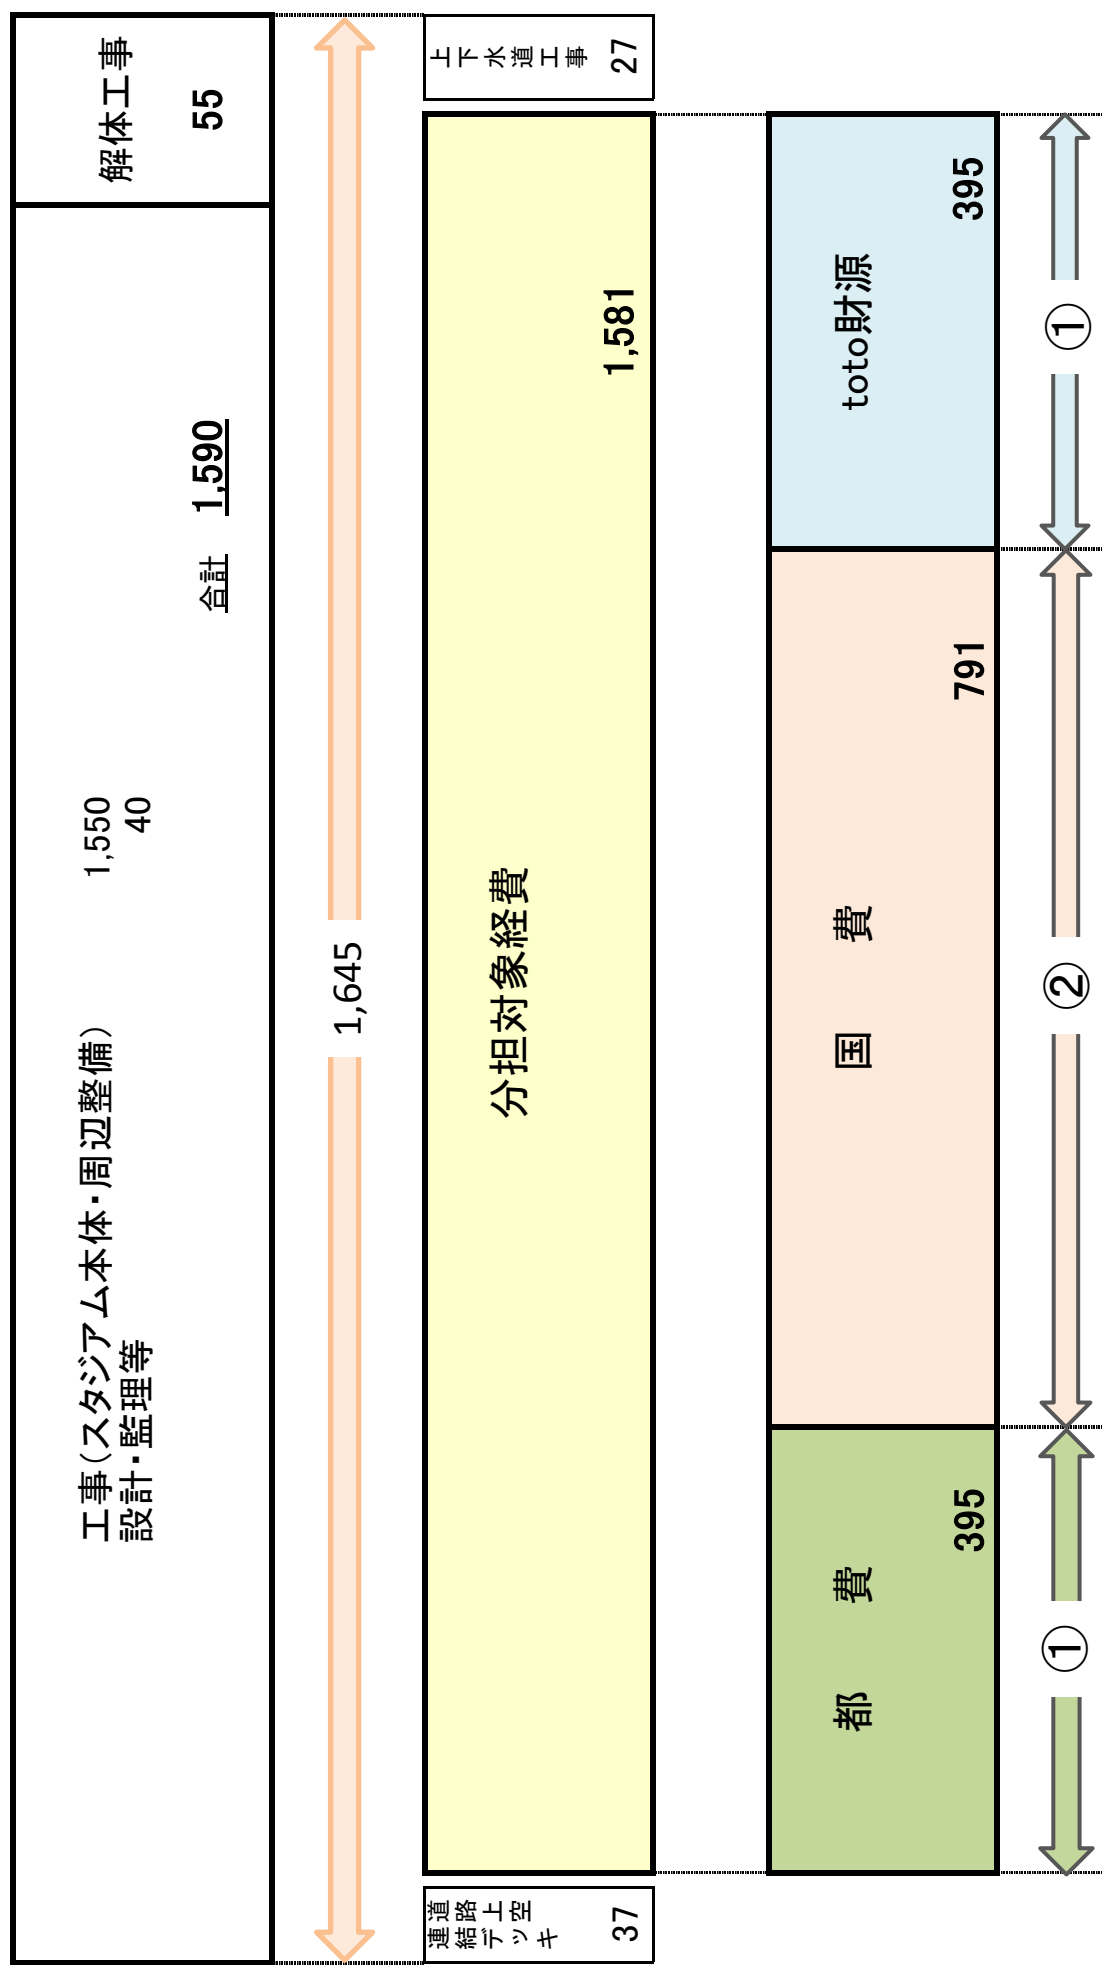 工事（スタジアム本体・周辺整備） 1,550
設計・監理等 40
合計 1,590
解体工事
55
1,645
道路上空
連結デッキ
37
分担対象経費
1,581
上下水道工事
27
都 費
395
国 費
791
toto財源
395
①
②
①